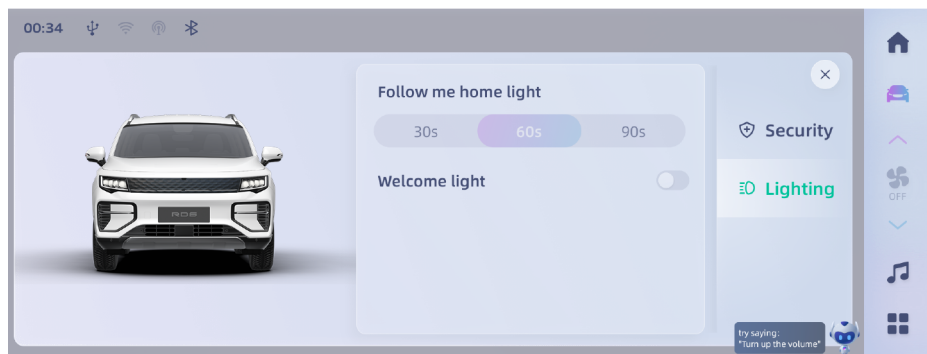 00:34
Follow me home light
30s 60s 90s
Welcome light
Security
Lighting
OFF
try saying:
"Turn up the volume"